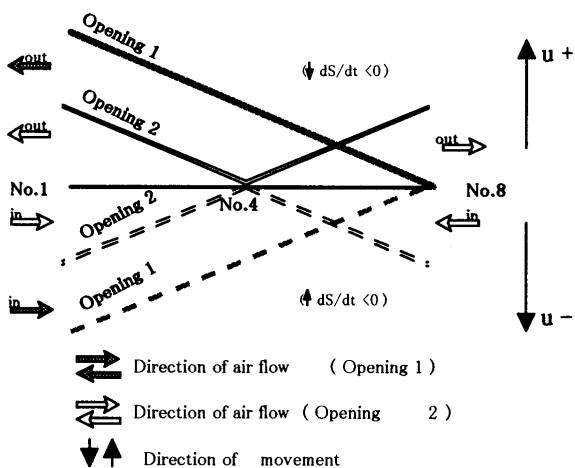 Opening 1
out
dS/dt <0)
u +
Opening 2
out
out
No.1
No.4
No.8
in
Opening 2
in
Opening 1
in
( dS/dt <0)
u −
Direction of air flow ( Opening 1 )
Direction of air flow ( Opening 2 )
Direction of movement